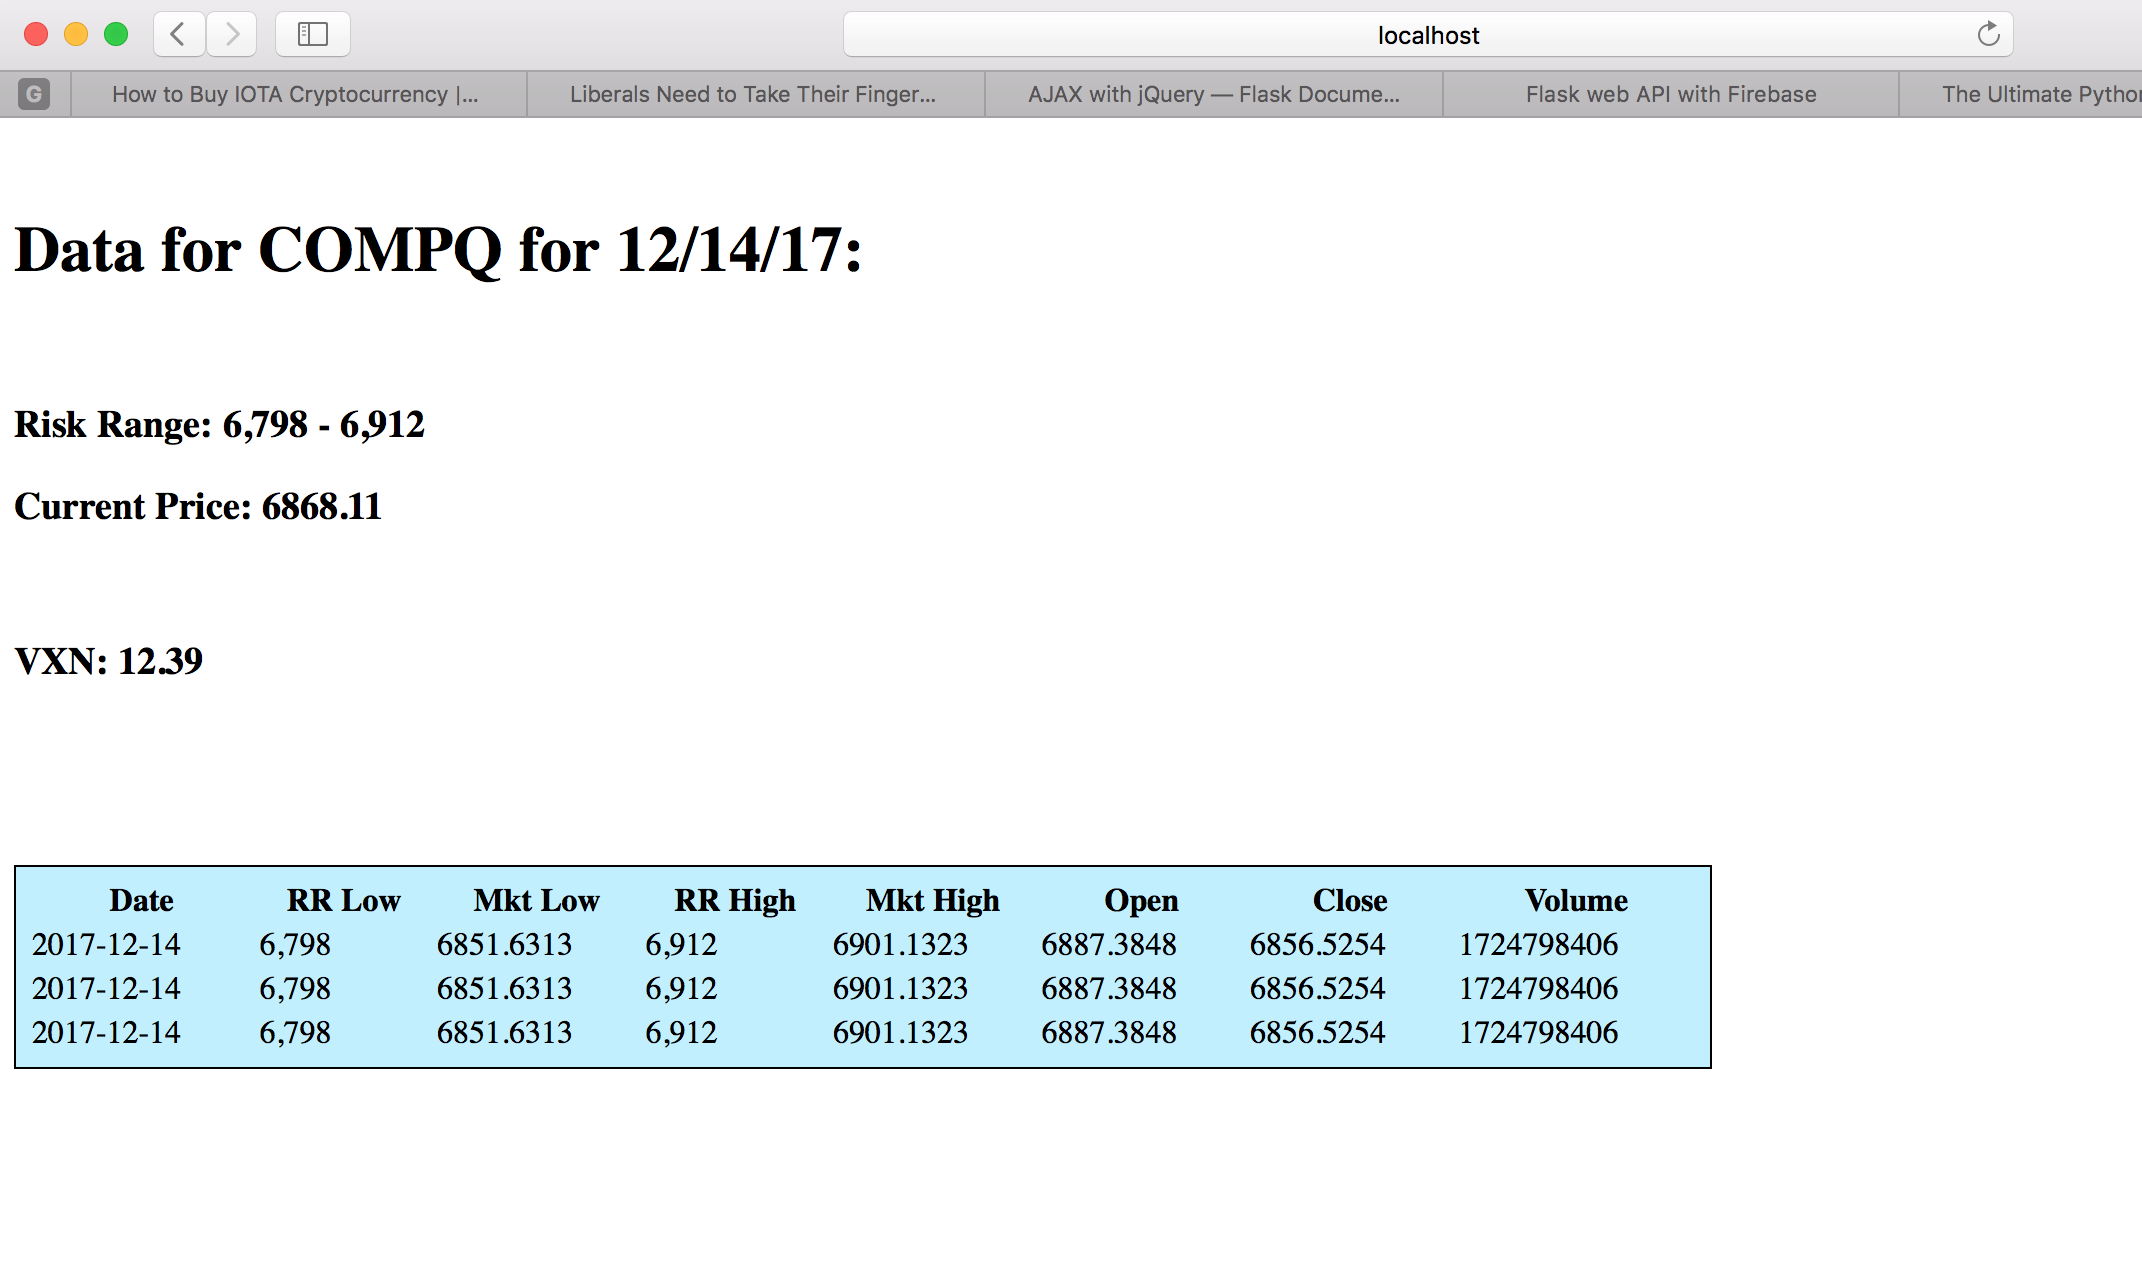 localhost
G How to Buy IOTA Cryptocurrency |... Liberals Need to Take Their Finger... AJAX with jQuery — Flask Docume... Flask web API with Firebase The Ultimate Python
Data for COMPQ for 12/14/17:
Risk Range: 6,798 - 6,912
Current Price: 6868.11
VXN: 12.39
Date RR Low Mkt Low RR High Mkt High Open Close Volume
2017-12-14 6,798 6851.6313 6,912 6901.1323 6887.3848 6856.5254 1724798406
2017-12-14 6,798 6851.6313 6,912 6901.1323 6887.3848 6856.5254 1724798406
2017-12-14 6,798 6851.6313 6,912 6901.1323 6887.3848 6856.5254 1724798406